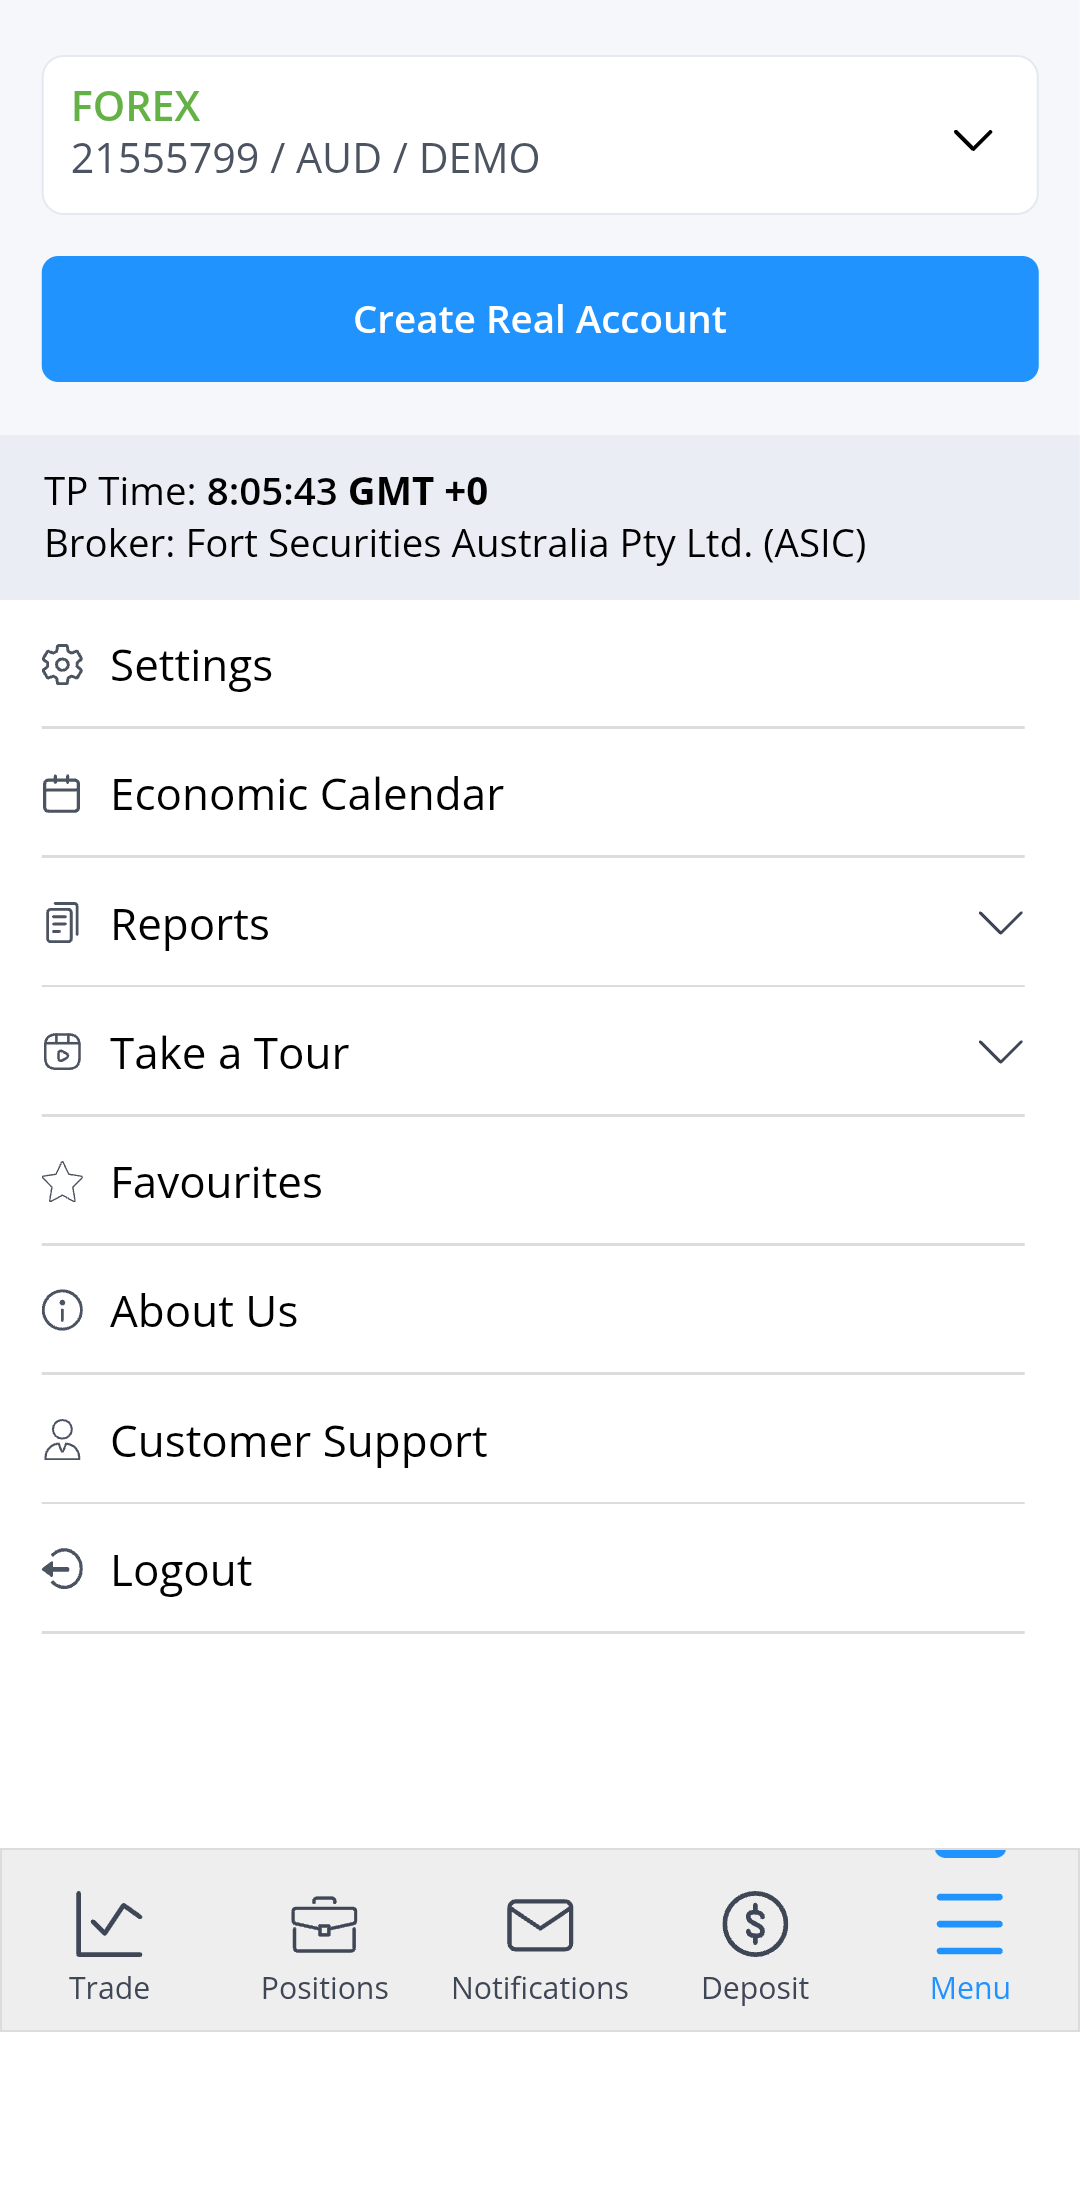 FOREX
21555799 / AUD / DEMO
Create Real Account
TP Time: 8:05:43 GMT +0
Broker: Fort Securities Australia Pty Ltd. (ASIC)
Settings
Economic Calendar
Reports
Take a Tour
Favourites
About Us
Customer Support
Logout
Trade
Positions
Notifications
Deposit
Menu